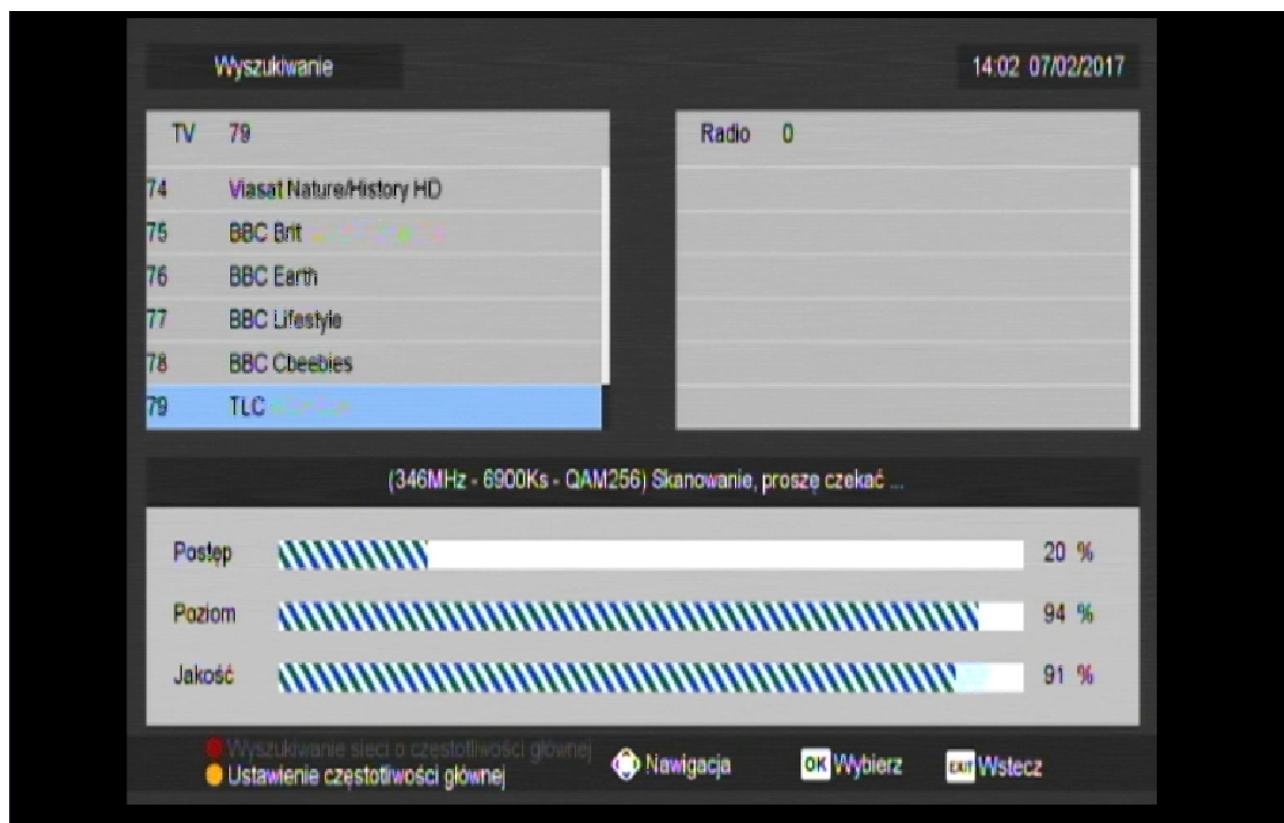 Wyszukiwanie
14:02 07/02/2017
TV 79
Radio 0
74 Viasat Nature/History HD
75 BBC Brit
76 BBC Earth
77 BBC Lifestyle
78 BBC Cbeebies
79 TLC
(346MHz - 6900Ks - QAM256) Skanowanie, proszę czekać ...
Postęp 20 %
Poziom 94 %
Jakość 91 %
Wyszukiwanie sieci o częstotliwości głównej
Ustawienie częstotliwości głównej
Nawigacja
OK Wybierz
EXIT Wstecz